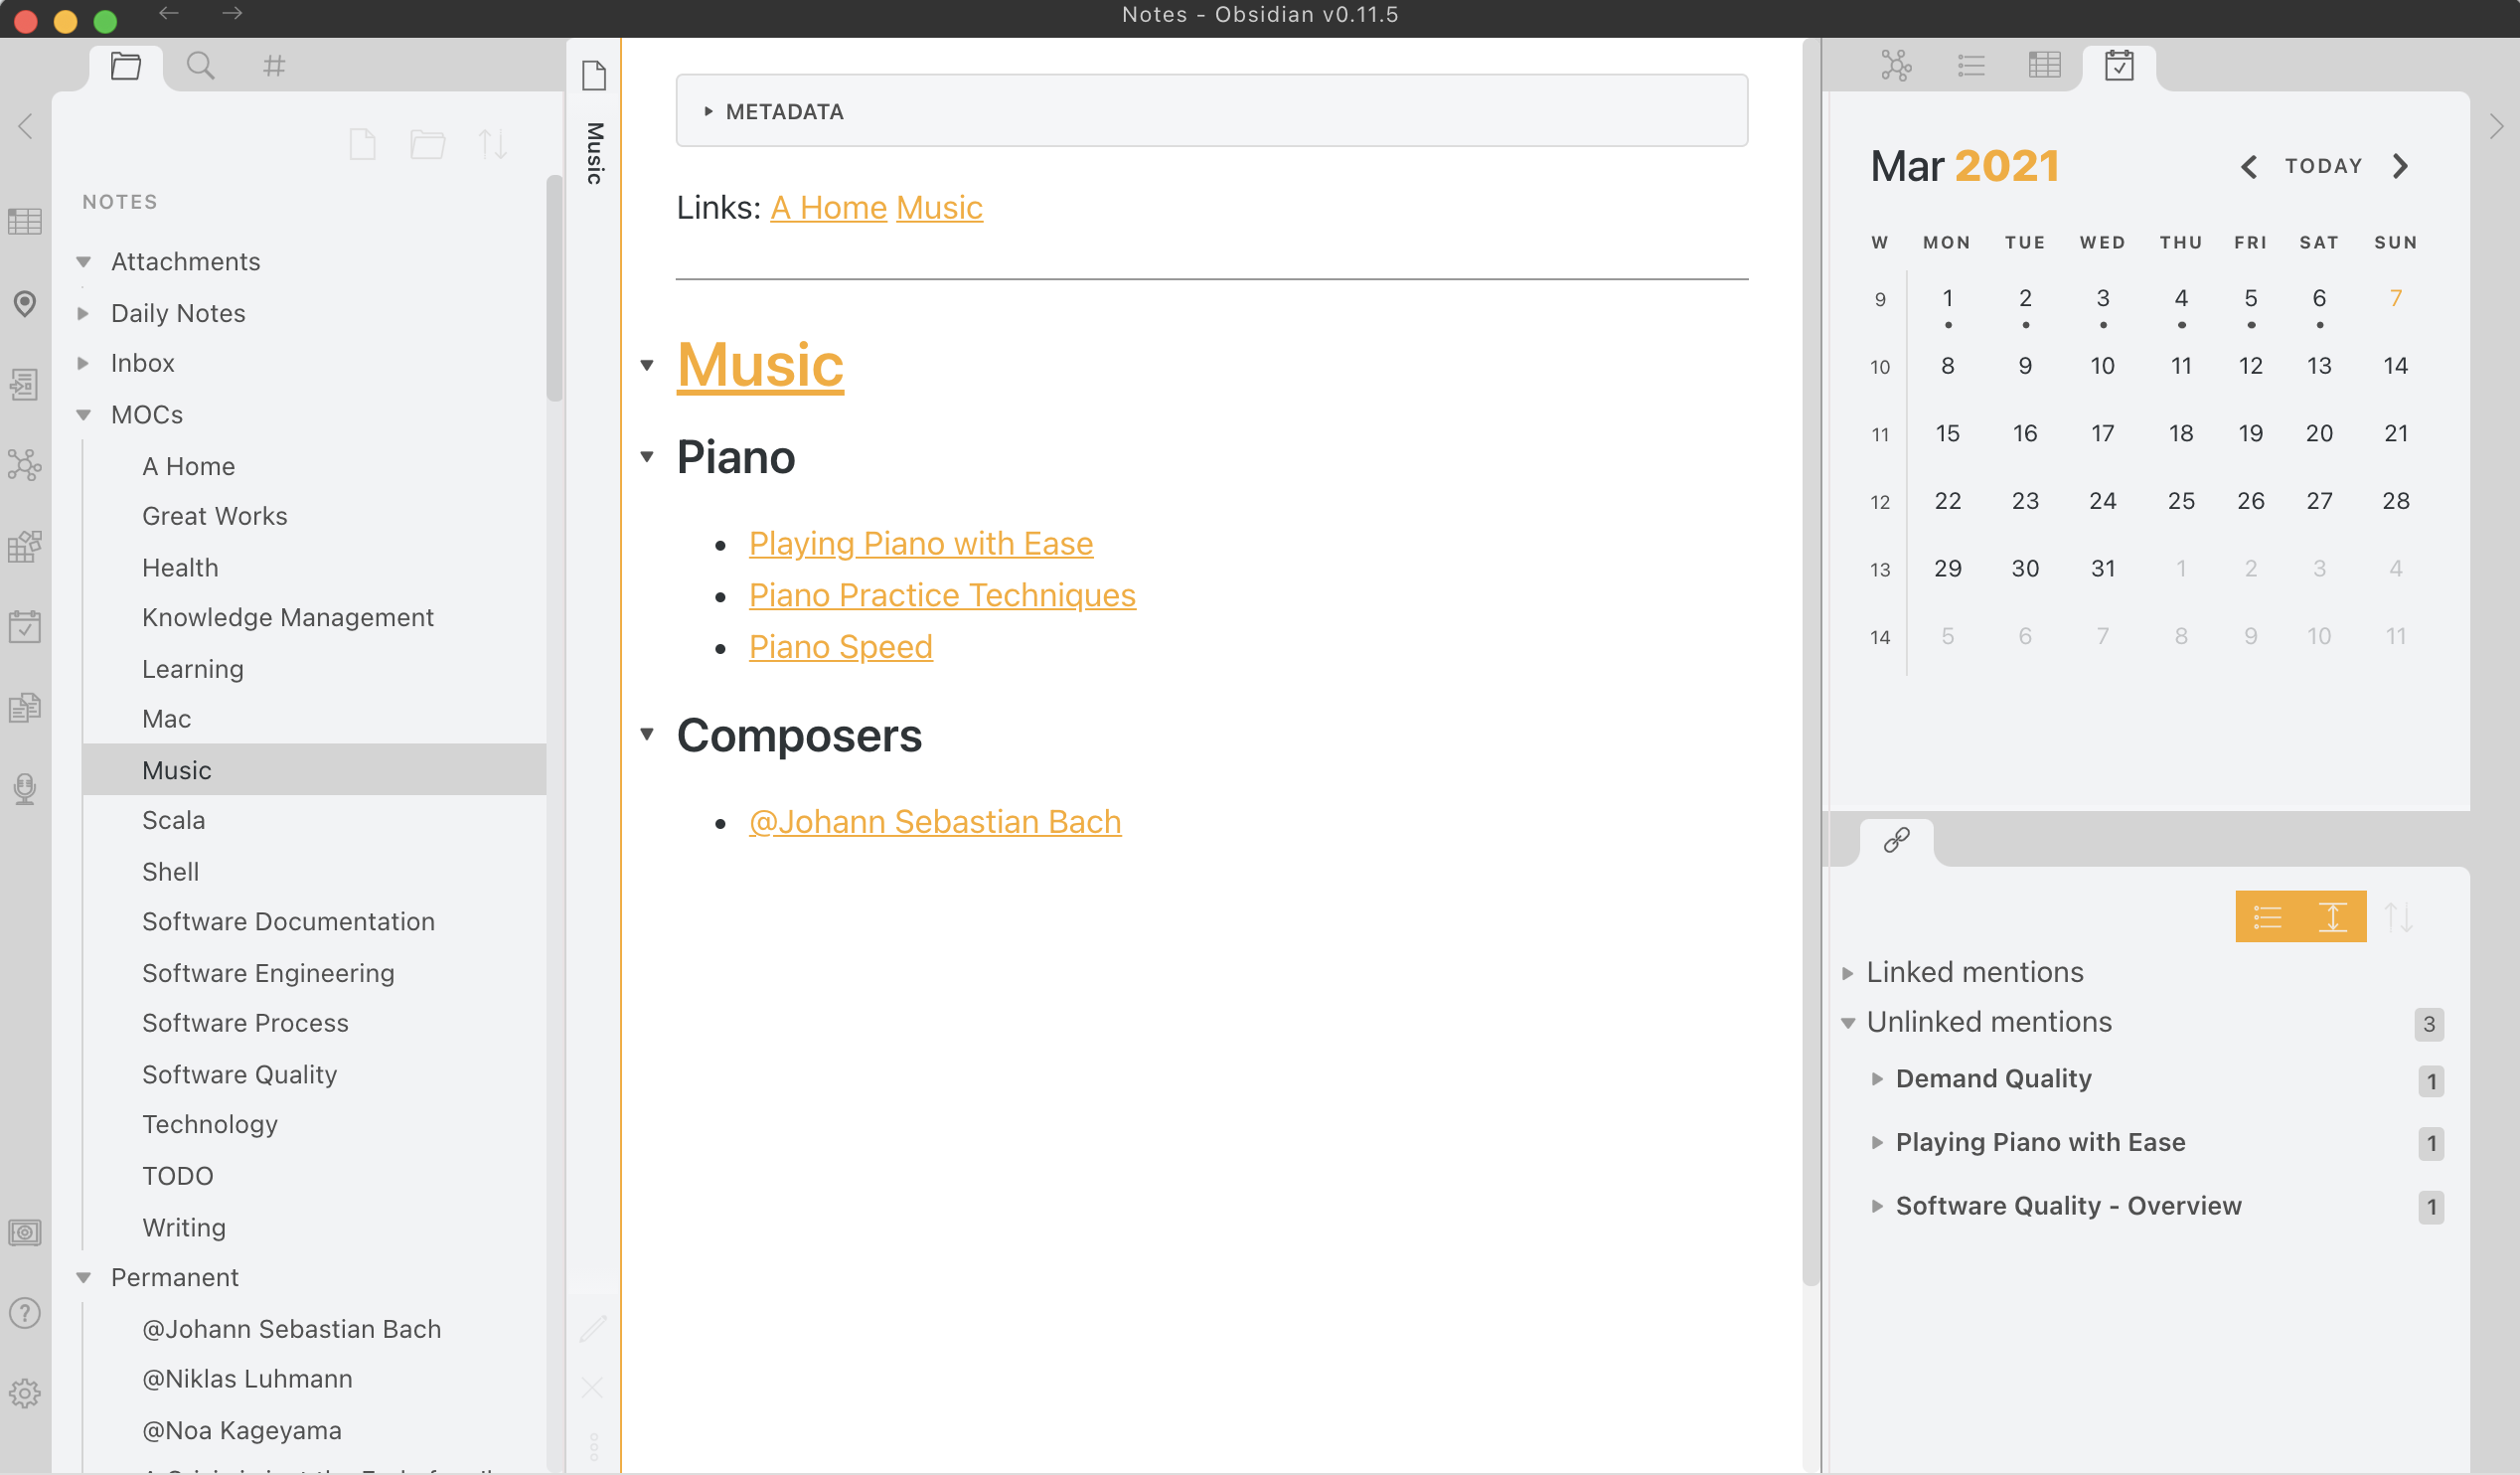 Notes - Obsidian v0.11.5
NOTES
Attachments
Daily Notes
Inbox
MOCs
A Home
Great Works
Health
Knowledge Management
Learning
Mac
Music
Scala
Shell
Software Documentation
Software Engineering
Software Process
Software Quality
Technology
TODO
Writing
Permanent
@Johann Sebastian Bach
@Niklas Luhmann
@Noa Kageyama
Music
METADATA
Links: A Home Music
Music
Piano
• Playing Piano with Ease
• Piano Practice Techniques
• Piano Speed
Composers
• @Johann Sebastian Bach
Mar 2021
TODAY
W MON TUE WED THU FRI SAT SUN
9 1 2 3 4 5 6 7
10 8 9 10 11 12 13 14
11 15 16 17 18 19 20 21
12 22 23 24 25 26 27 28
13 29 30 31 1 2 3 4
14 5 6 7 8 9 10 11
Linked mentions
Unlinked mentions 3
Demand Quality 1
Playing Piano with Ease 1
Software Quality - Overview 1